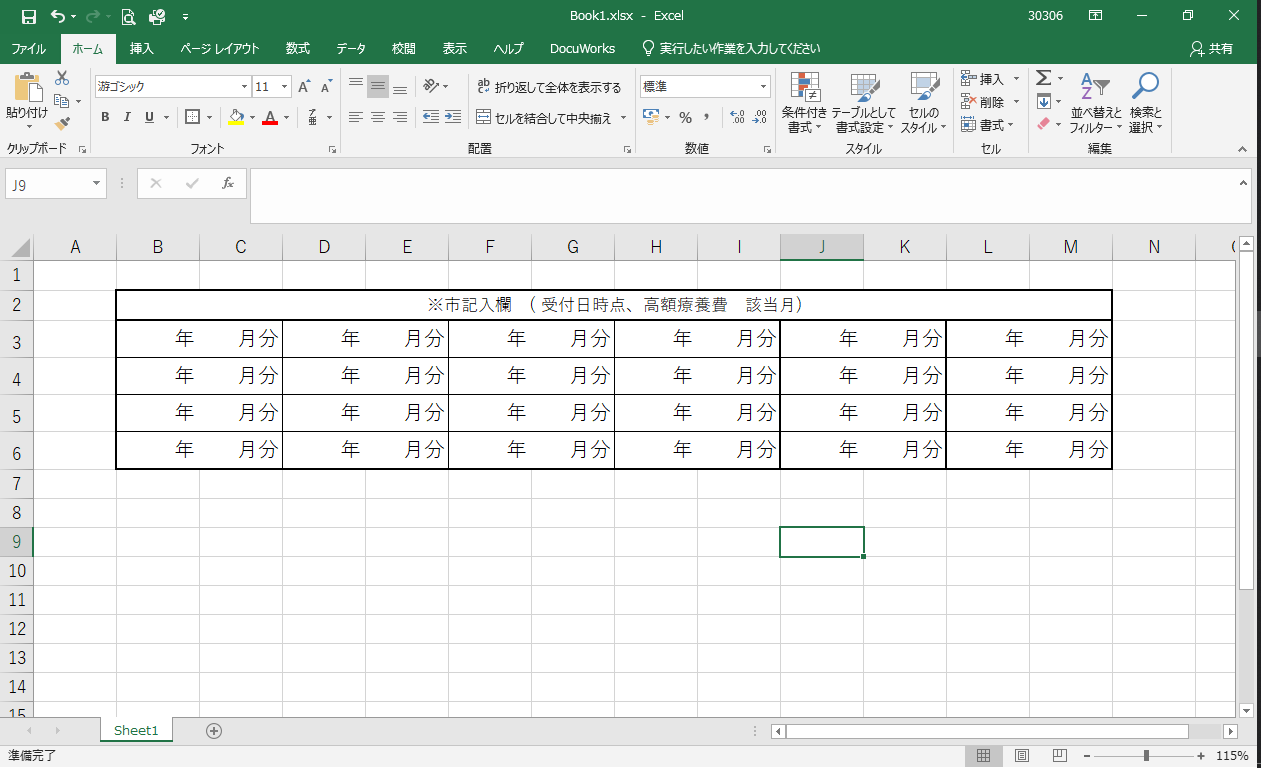 Book1.xlsx - Excel
30306
ファイル ホーム 挿入 ページ レイアウト 数式 データ 校閲 表示 ヘルプ DocuWorks 実行したい作業を入力してください 共有
貼り付け
クリップボード
游ゴシック 11
B I U
フォント
折り返して全体を表示する
セルを結合して中央揃え
配置
標準
%
数値
条件付き書式
テーブルとして書式設定
セルのスタイル
スタイル
挿入
削除
書式
セル
並べ替えとフィルター
検索と選択
編集
J9
fx
A B C D E F G H I J K L M N
1
2 ※市記入欄 （受付日時点、高額療養費 該当月）
3 年 月分 年 月分 年 月分 年 月分 年 月分 年 月分
4 年 月分 年 月分 年 月分 年 月分 年 月分 年 月分
5 年 月分 年 月分 年 月分 年 月分 年 月分 年 月分
6 年 月分 年 月分 年 月分 年 月分 年 月分 年 月分
7
8
9
10
11
12
13
14
15
Sheet1
準備完了
115%